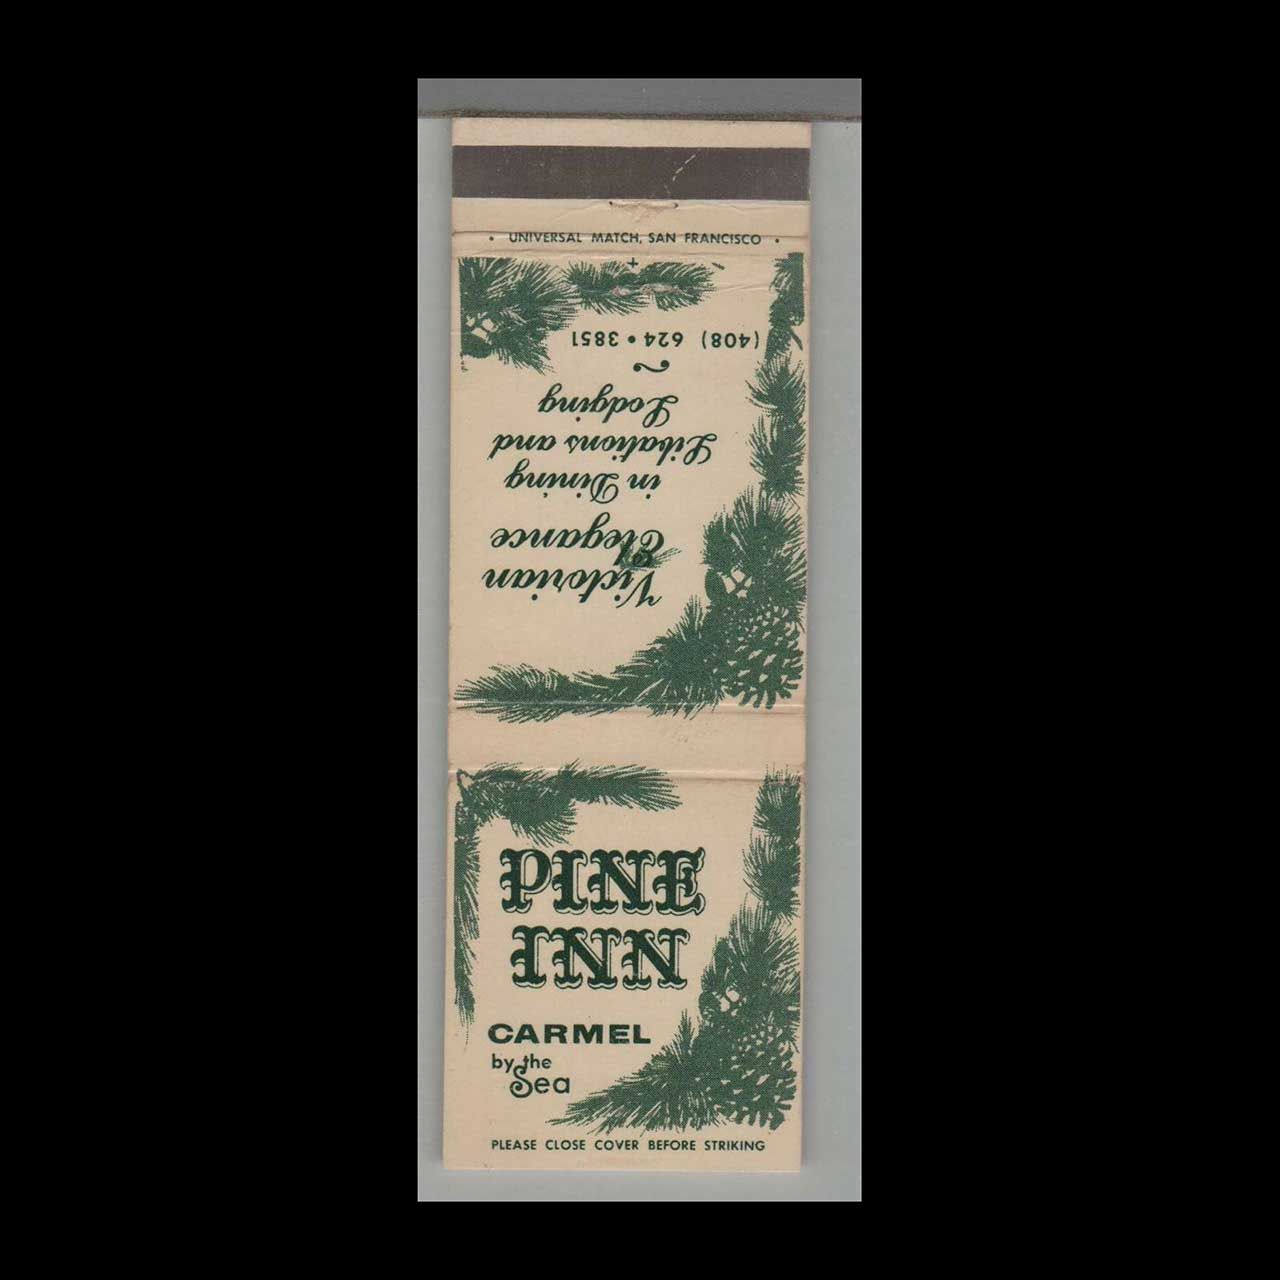 • UNIVERSAL MATCH, SAN FRANCISCO •
Victorian
Elegance
in Dining
Libations and
Lodging
(408) 624 • 3851
PINE
INN
CARMEL
by the
Sea
PLEASE CLOSE COVER BEFORE STRIKING